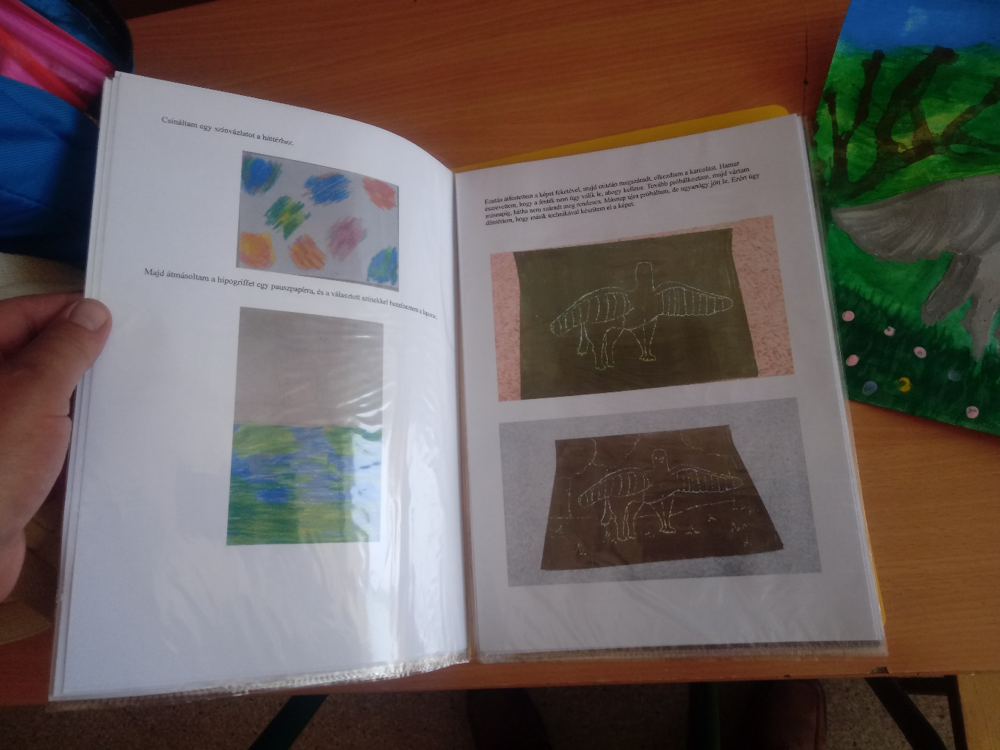 Csináltam egy színvázlatot a háttérhez.
Majd átmásoltam a hipogriffet egy pauszpapírra, és a választott színekkel beszíneztem a lapomat.
Ezután átfestettem a képet feketével, majd miután megszáradt, elkezdtem a karcolást. Hamar
észrevettem, hogy a festék nem úgy válik le, ahogy kellene. Tovább próbálkoztam, majd vártam
másnapig, hátha nem száradt meg rendesen. Másnap újra próbáltam, de ugyanúgy jött le. Ezért úgy
döntöttem, hogy másik technikával készítem el a képet.